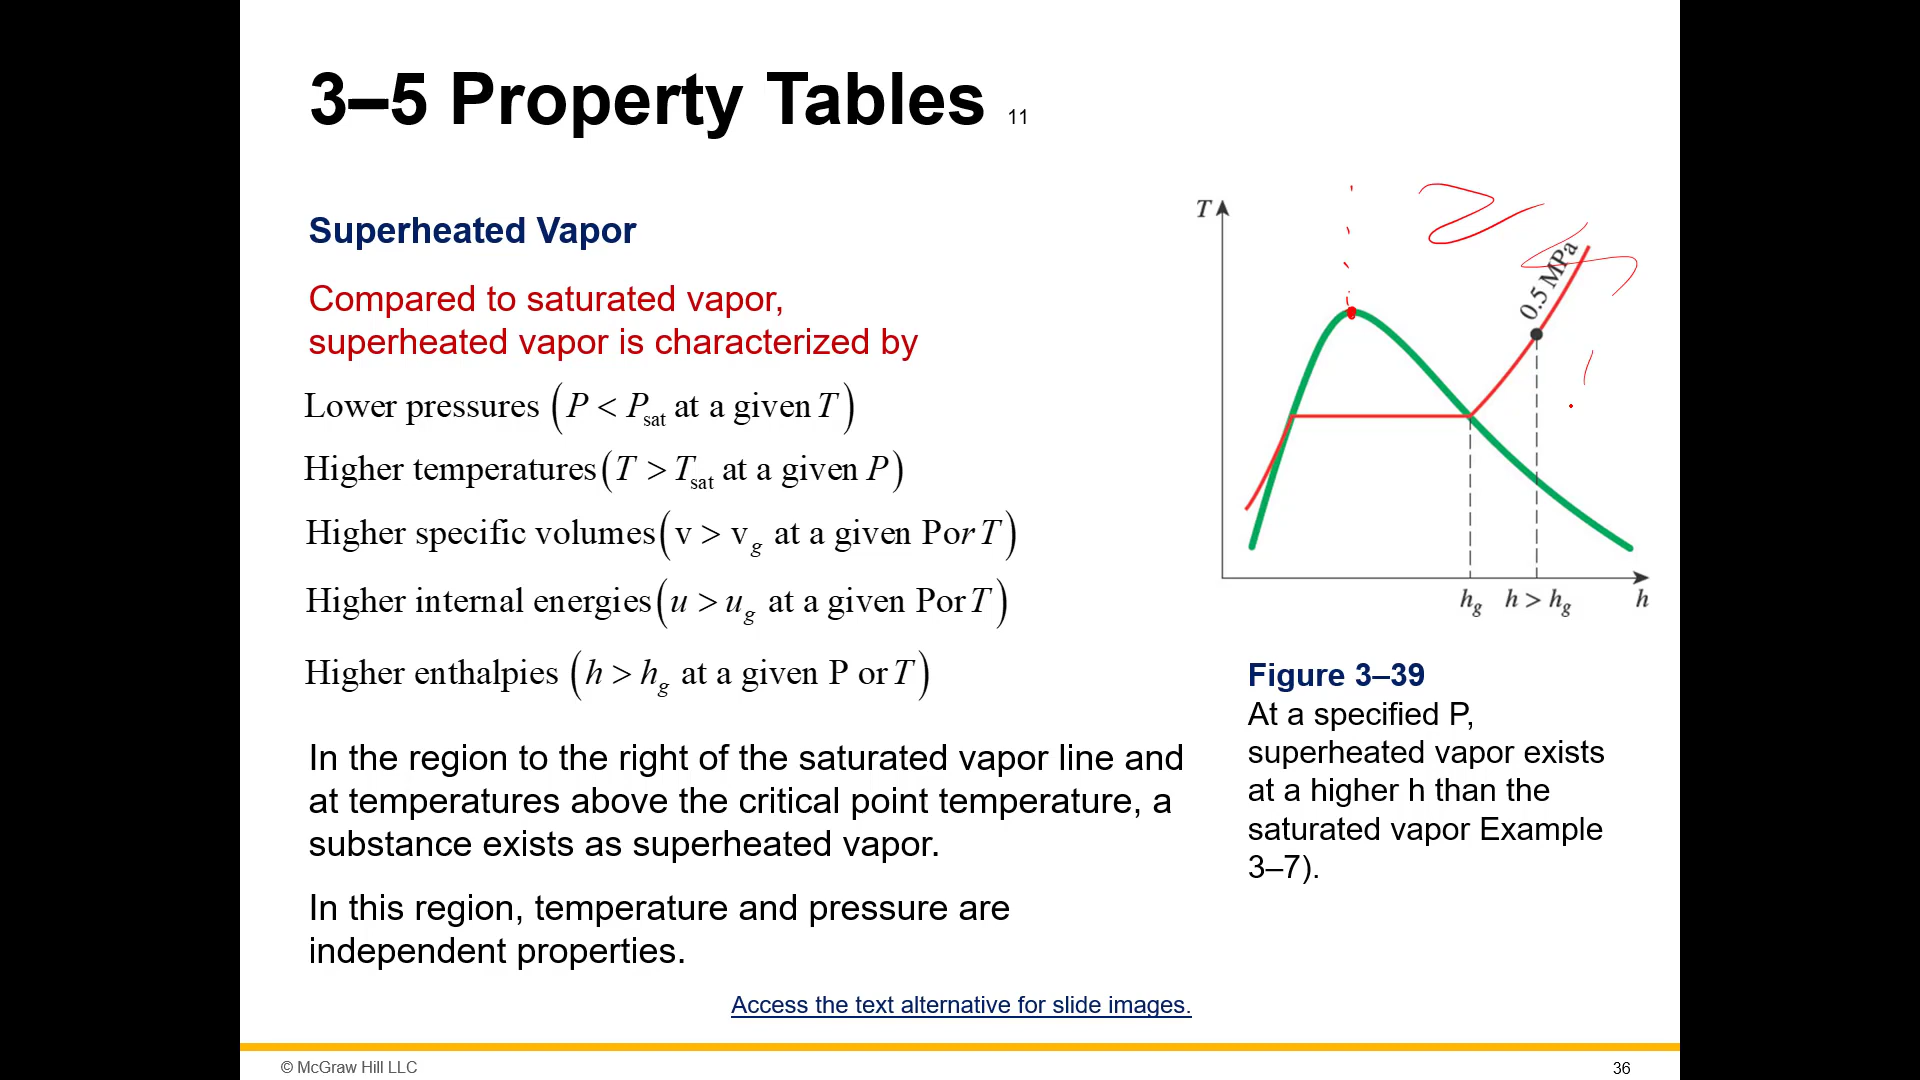 3–5 Property Tables 11
Superheated Vapor
Compared to saturated vapor,
superheated vapor is characterized by
Lower pressures (P < Psat at a given T)
Higher temperatures (T > Tsat at a given P)
Higher specific volumes (v > vg at a given Por T)
Higher internal energies (u > ug at a given Por T)
Higher enthalpies (h > hg at a given P or T)
In the region to the right of the saturated vapor line and
at temperatures above the critical point temperature, a
substance exists as superheated vapor.
In this region, temperature and pressure are
independent properties.
T
0.5 MPa
hg h > hg h
Figure 3–39
At a specified P,
superheated vapor exists
at a higher h than the
saturated vapor Example
3–7).
Access the text alternative for slide images.
© McGraw Hill LLC
36